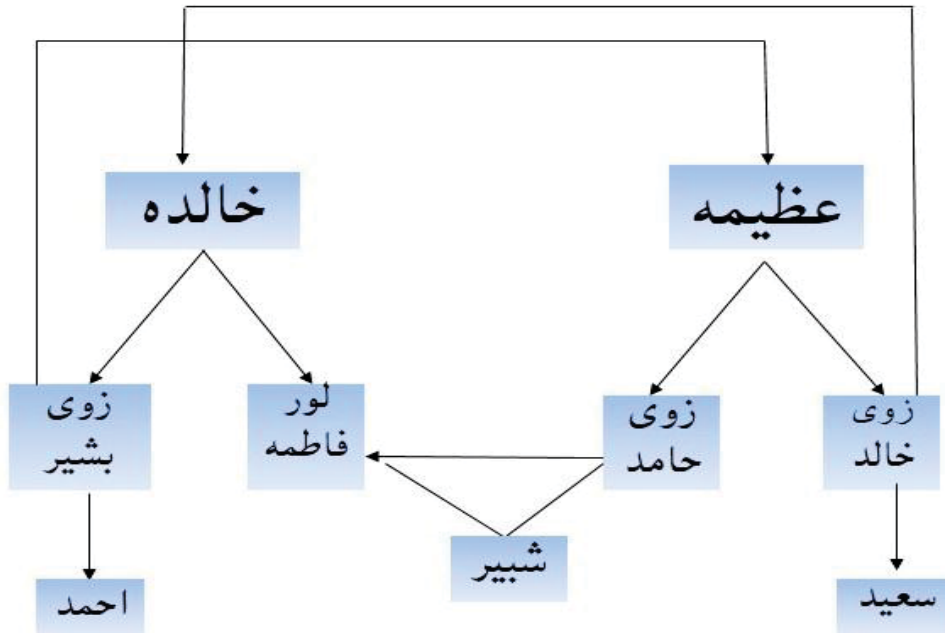 عظیمه
خالده
زوی
خالد
زوی
حامد
لور
فاطمه
زوی
بشیر
سعید
شبیر
احمد